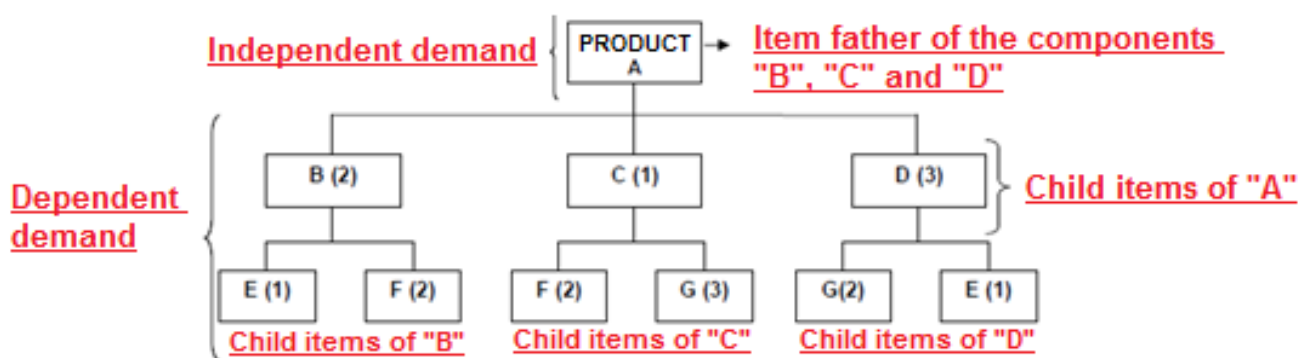 Independent demand
PRODUCT
A
Item father of the components
"B", "C" and "D"
Dependent
demand
B (2)
C (1)
D (3)
Child items of "A"
E (1)
F (2)
F (2)
G (3)
G(2)
E (1)
Child items of "B"
Child items of "C"
Child items of "D"